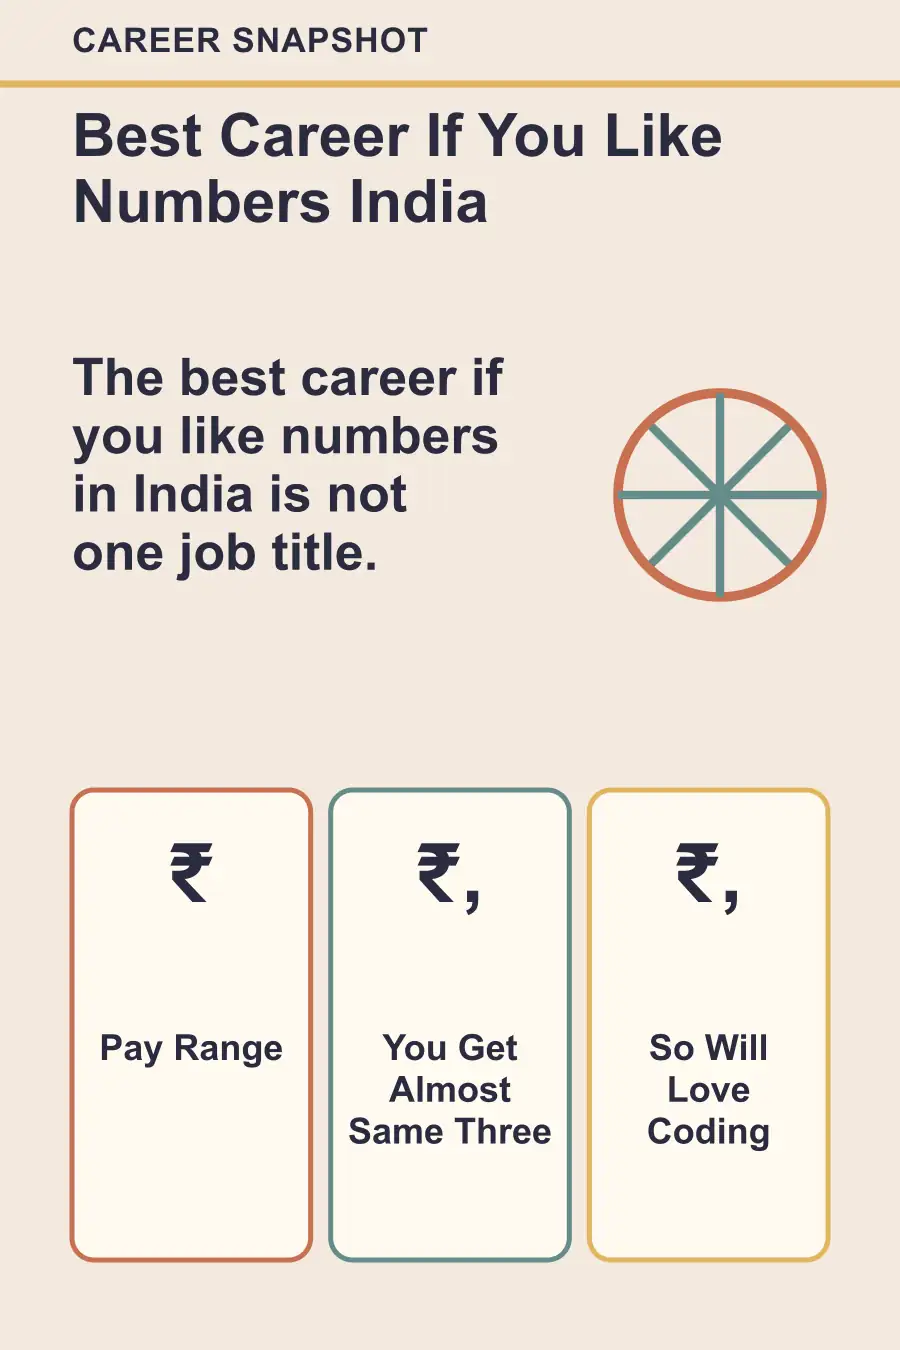 CAREER SNAPSHOT
Best Career If You Like
Numbers India
The best career if
you like numbers
in India is not
one job title.
₹
Pay Range
₹,
You Get
Almost
Same Three
₹,
So Will
Love
Coding